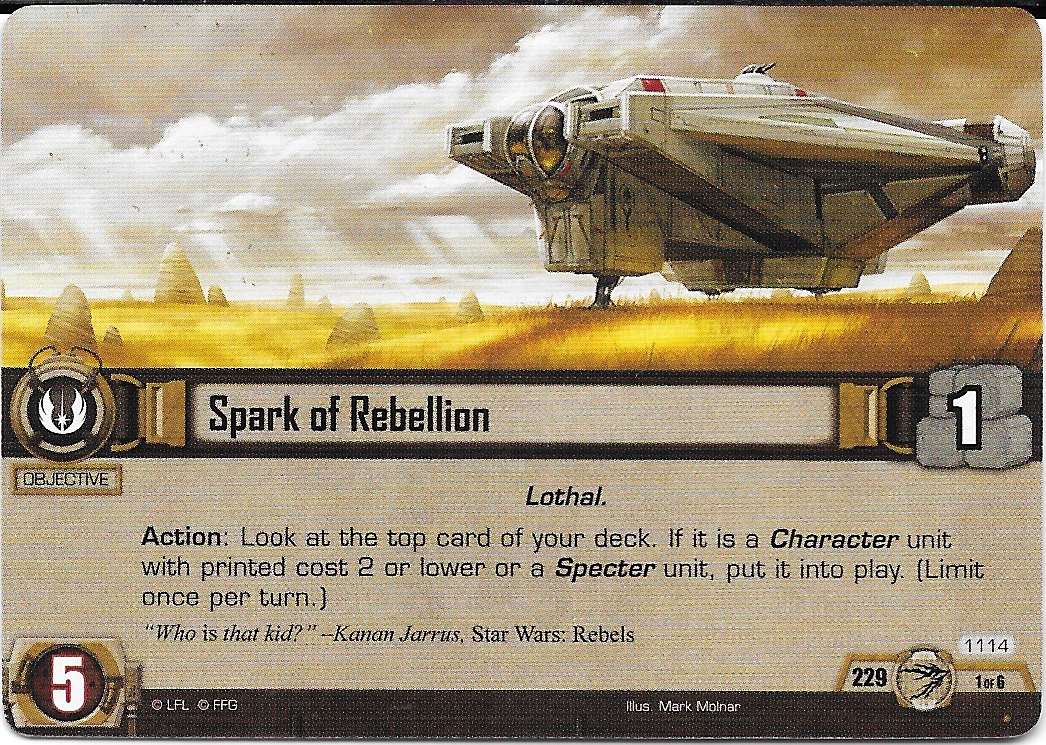 Spark of Rebellion
1
OBJECTIVE
Lothal.
Action: Look at the top card of your deck. If it is a Character unit
with printed cost 2 or lower or a Specter unit, put it into play. (Limit
once per turn.)
"Who is that kid?" –Kanan Jarrus, Star Wars: Rebels
1114
5
229
1 OF 6
© LFL © FFG
Illus. Mark Molnar